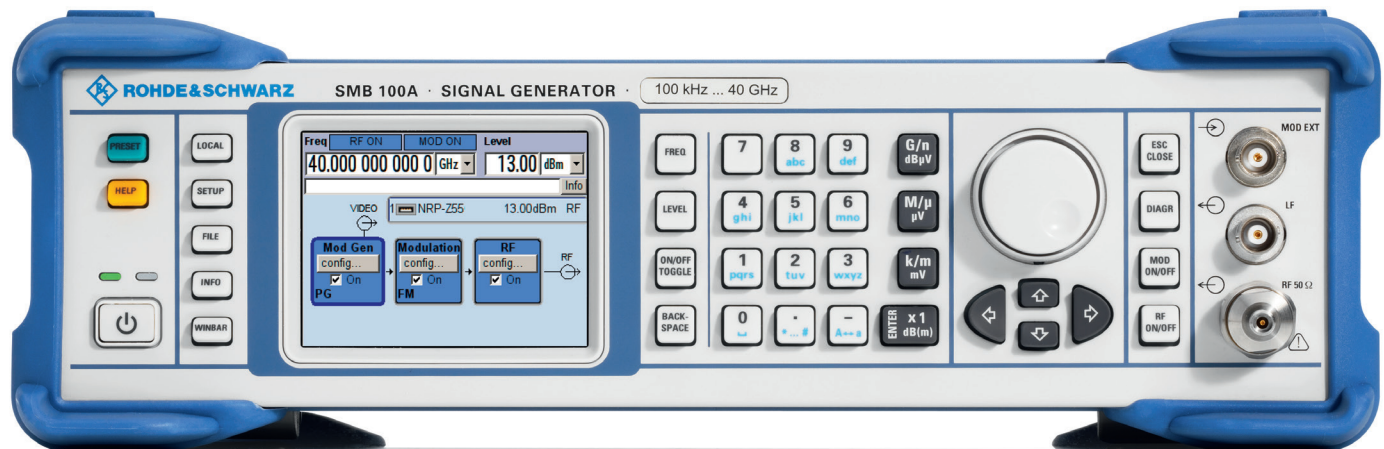 ROHDE&SCHWARZ
SMB 100A · SIGNAL GENERATOR ·
100 kHz ... 40 GHz
PRESET
HELP
LOCAL
SETUP
FILE
INFO
WINBAR
Freq RF ON MOD ON Level
40.000 000 000 0 GHz 13.00 dBm
Info
VIDEO 1 NRP-Z55 13.00dBm RF
Mod Gen Modulation RF
config... config... config...
On On On
PG FM
RF
FREQ
LEVEL
ON/OFF
TOGGLE
BACK-
SPACE
7 8 9
abc def
4 5 6
ghi jkl mno
1 2 3
pqrs tuv wxyz
0 . –
␣ *...# A↔a
G/n
dBµV
M/µ
µV
k/m
mV
ENTER x1
dB(m)
ESC
CLOSE
DIAGR
MOD
ON/OFF
RF
ON/OFF
MOD EXT
LF
RF 50 Ω